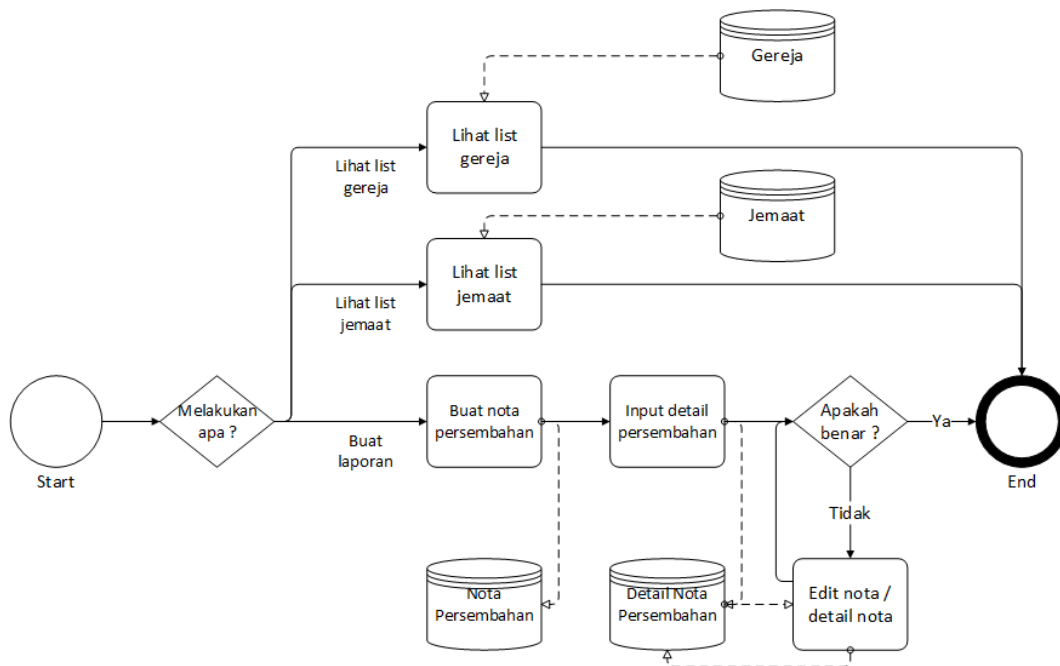 Gereja
Lihat list
gereja
Lihat list
gereja
Jemaat
Lihat list
jemaat
Lihat list
jemaat
Start
Melakukan
apa ?
Buat
laporan
Buat nota
persembahan
Input detail
persembahan
Apakah
benar ?
Ya
End
Tidak
Nota
Persembahan
Detail Nota
Persembahan
Edit nota /
detail nota